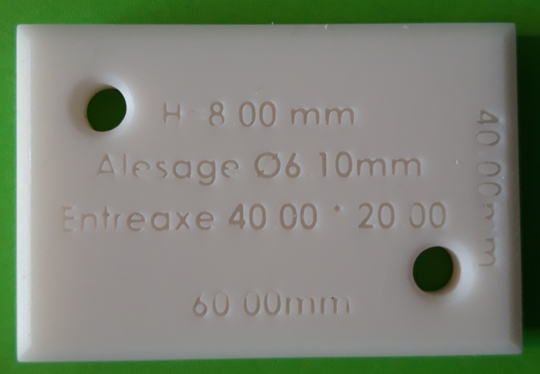 H 8.00 mm
Alesage Ø6.10mm
Entreaxe 40.00 * 20.00
60.00mm
40.00mm